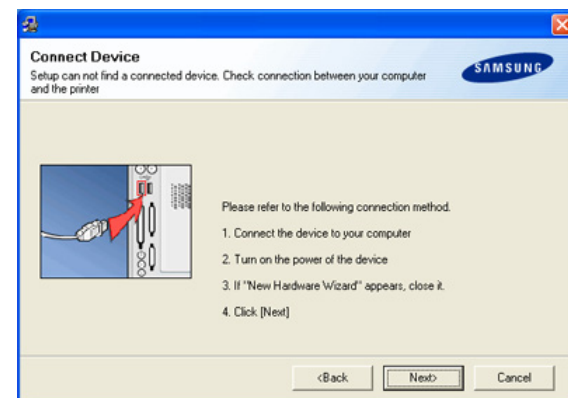 Connect Device
Setup can not find a connected device. Check connection between your computer
and the printer
SAMSUNG
Please refer to the following connection method.
1. Connect the device to your computer
2. Turn on the power of the device
3. If "New Hardware Wizard" appears, close it.
4. Click [Next]
<Back
Next>
Cancel